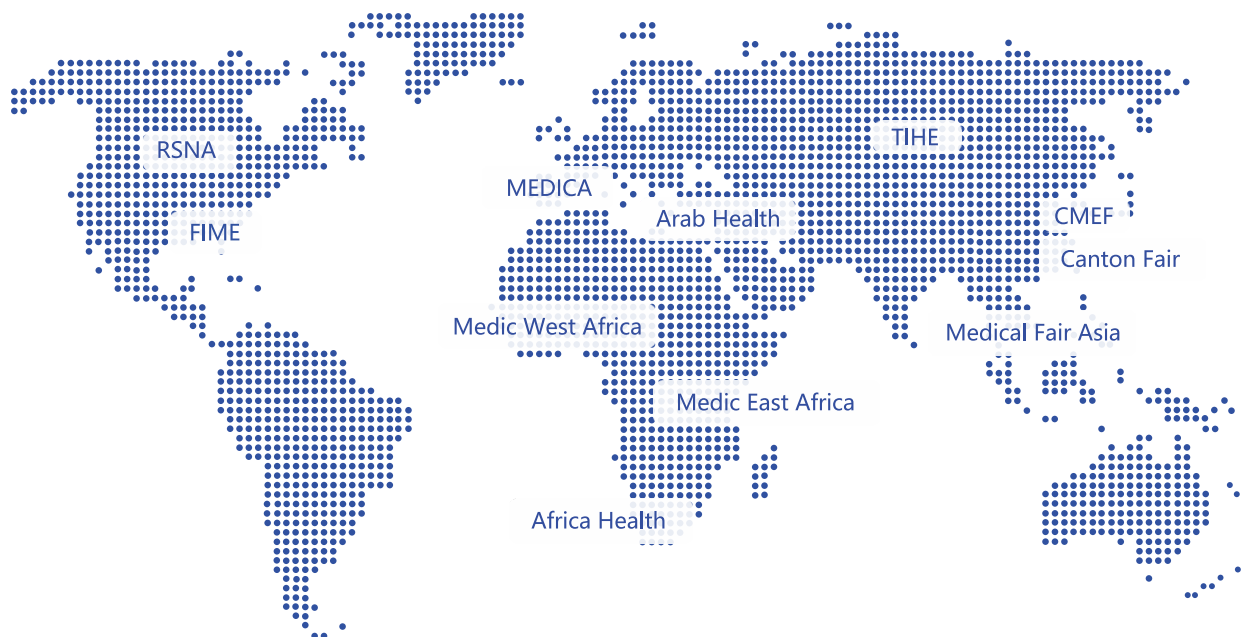 TIHE
RSNA
MEDICA
CMEF
Arab Health
FIME
Canton Fair
Medic West Africa
Medical Fair Asia
Medic East Africa
Africa Health